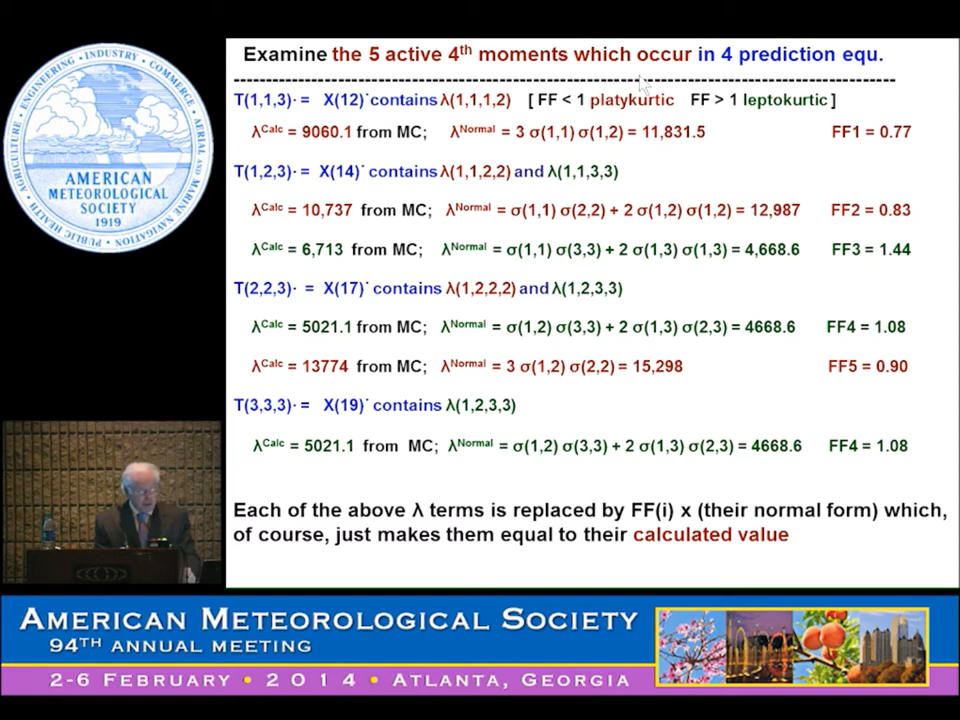 Examine the 5 active 4th moments which occur in 4 prediction equ.
--------------------------------------------------------------------------------
T(1,1,3)· = X(12)˙ contains λ(1,1,1,2) [ FF < 1 platykurtic FF > 1 leptokurtic ]
λCalc = 9060.1 from MC; λNormal = 3 σ(1,1) σ(1,2) = 11,831.5 FF1 = 0.77
T(1,2,3)· = X(14)˙ contains λ(1,1,2,2) and λ(1,1,3,3)
λCalc = 10,737 from MC; λNormal = σ(1,1) σ(2,2) + 2 σ(1,2) σ(1,2) = 12,987 FF2 = 0.83
λCalc = 6,713 from MC; λNormal = σ(1,1) σ(3,3) + 2 σ(1,3) σ(1,3) = 4,668.6 FF3 = 1.44
T(2,2,3)· = X(17)˙ contains λ(1,2,2,2) and λ(1,2,3,3)
λCalc = 5021.1 from MC; λNormal = σ(1,2) σ(3,3) + 2 σ(1,3) σ(2,3) = 4668.6 FF4 = 1.08
λCalc = 13774 from MC; λNormal = 3 σ(1,2) σ(2,2) = 15,298 FF5 = 0.90
T(3,3,3)· = X(19)˙ contains λ(1,2,3,3)
λCalc = 5021.1 from MC; λNormal = σ(1,2) σ(3,3) + 2 σ(1,3) σ(2,3) = 4668.6 FF4 = 1.08
Each of the above λ terms is replaced by FF(i) x (their normal form) which,
of course, just makes them equal to their calculated value
AGRICULTURE • ENGINEERING • INDUSTRY • COMMERCE • AERIAL AND MARINE NAVIGATION • PUBLIC HEALTH
AMERICAN
METEOROLOGICAL
SOCIETY
1919
AMERICAN METEOROLOGICAL SOCIETY
94TH ANNUAL MEETING
2-6 FEBRUARY • 2014 • ATLANTA, GEORGIA